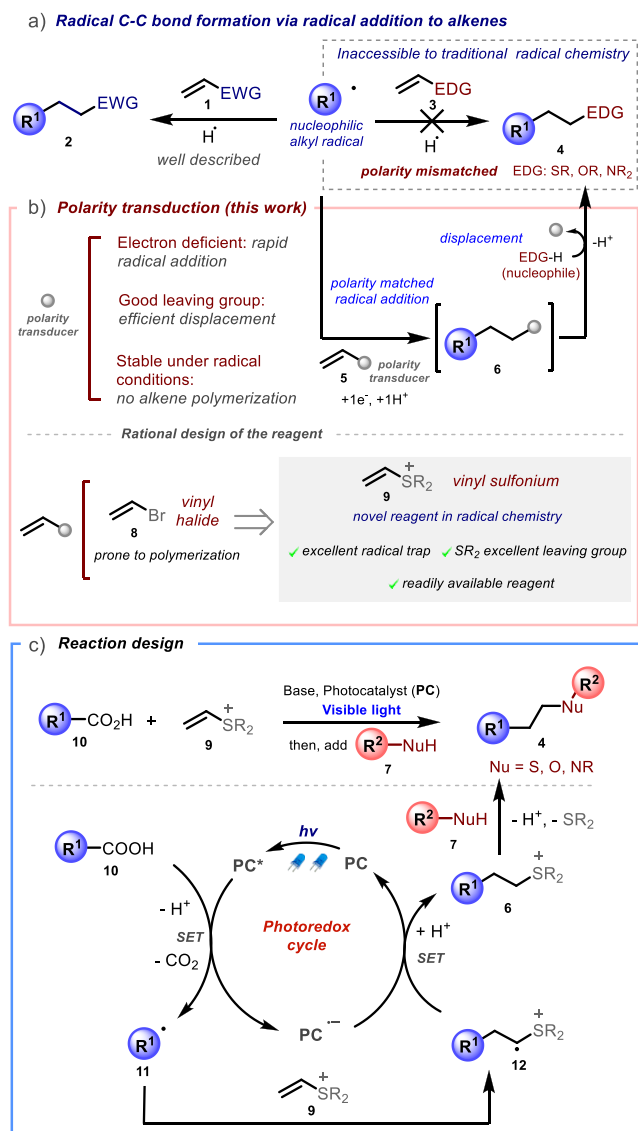 a) Radical C-C bond formation via radical addition to alkenes
Inaccessible to traditional radical chemistry
EWG
R¹
2
EWG
1
H·
well described
R¹ ·
nucleophilic
alkyl radical
EDG
3
H·
polarity mismatched
EDG
R¹
4
EDG: SR, OR, NR₂
b) Polarity transduction (this work)
polarity
transducer
Electron deficient: rapid
radical addition
Good leaving group:
efficient displacement
Stable under radical
conditions:
no alkene polymerization
polarity matched
radical addition
5
polarity
transducer
+1e⁻, +1H⁺
displacement
-H⁺
EDG-H
(nucleophile)
R¹
6
Rational design of the reagent
Br
8
vinyl
halide
prone to polymerization
+
SR₂
9
vinyl sulfonium
novel reagent in radical chemistry
✓ excellent radical trap ✓ SR₂ excellent leaving group
✓ readily available reagent
c) Reaction design
R¹ CO₂H
10
+
+
SR₂
9
Base, Photocatalyst (PC)
Visible light
then, add R² NuH
7
R²
Nu
R¹
4
Nu = S, O, NR
R¹ COOH
10
hv
PC*
PC
R² NuH
7
- H⁺, - SR₂
+
SR₂
R¹
6
- H⁺
SET
- CO₂
Photoredox
cycle
+ H⁺
SET
PC·−
R¹ ·
11
+
SR₂
R¹
·
12
+
SR₂
9